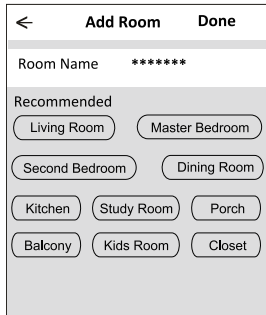 Add Room Done
Room Name *******
Recommended
Living Room Master Bedroom
Second Bedroom Dining Room
Kitchen Study Room Porch
Balcony Kids Room Closet